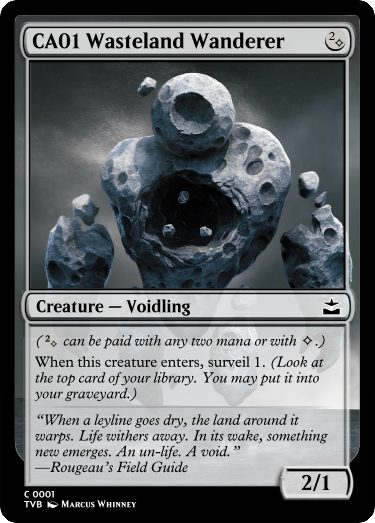 CA01 Wasteland Wanderer 2
Creature — Voidling
(2 can be paid with any two mana or with .)
When this creature enters, surveil 1. (Look at
the top card of your library. You may put it into
your graveyard.)
“When a leyline goes dry, the land around it
warps. Life withers away. In its wake, something
new emerges. An un-life. A void.”
—Rougeau’s Field Guide
2/1
C 0001
TVB Marcus Whinney